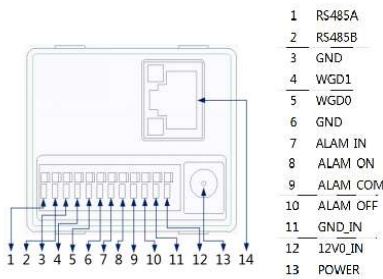 1 RS485A
2 RS485B
3 GND
4 WGD1
5 WGD0
6 GND
7 ALAM IN
8 ALAM ON
9 ALAM COM
10 ALAM OFF
11 GND_IN
12 12V0_IN
13 POWER
1 2 3 4 5 6 7 8 9 10 11 12 13 14